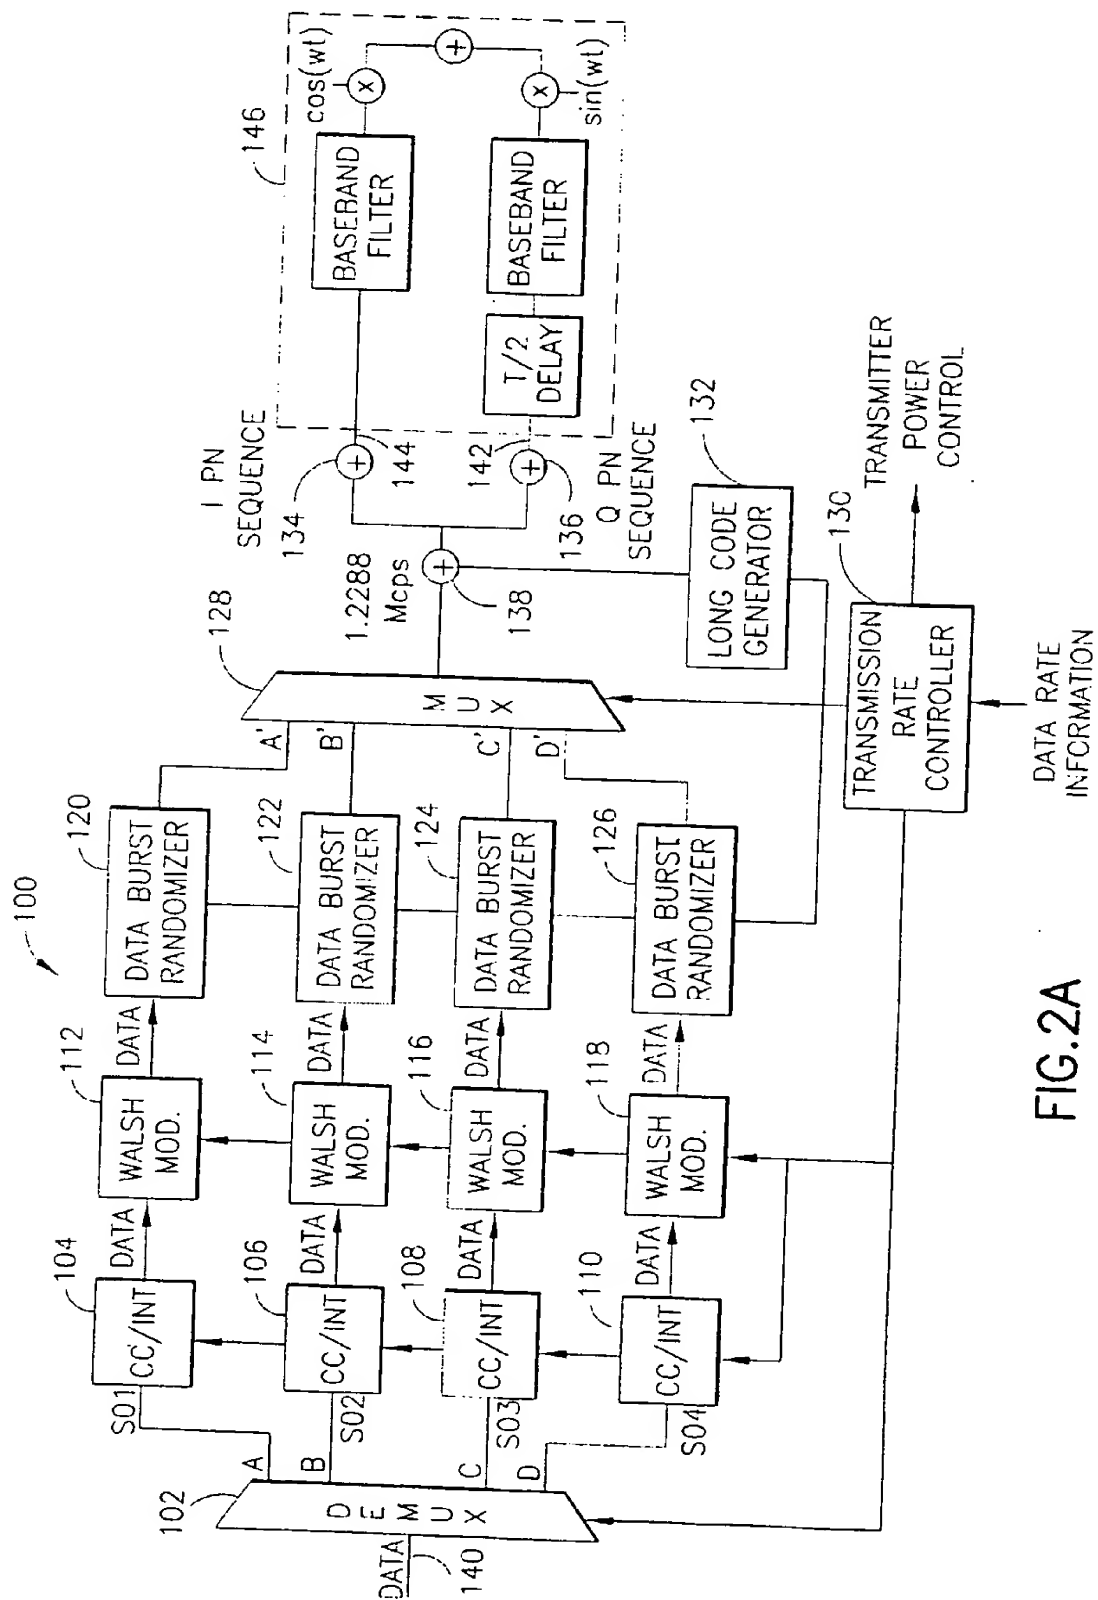 100
DATA
140
102
DEMUX
A
B
C
D
S01
S02
S03
S04
104
CC/INT
106
CC/INT
108
CC/INT
110
CC/INT
DATA
DATA
DATA
DATA
112
WALSH
MOD.
114
WALSH
MOD.
116
WALSH
MOD.
118
WALSH
MOD.
DATA
DATA
DATA
DATA
120
DATA BURST
RANDOMIZER
122
DATA BURST
RANDOMIZER
124
DATA BURST
RANDOMIZER
126
DATA BURST
RANDOMIZER
A'
B'
C'
D'
128
MUX
1.2288
Mcps
+
138
I PN
SEQUENCE
134
+
144
142
+
136
Q PN
SEQUENCE
146
BASEBAND
FILTER
cos(wt)
X
+
T/2
DELAY
BASEBAND
FILTER
X
sin(wt)
LONG CODE
GENERATOR
132
TRANSMISSION
RATE
CONTROLLER
130
TRANSMITTER
POWER
CONTROL
DATA RATE
INFORMATION
FIG.2A